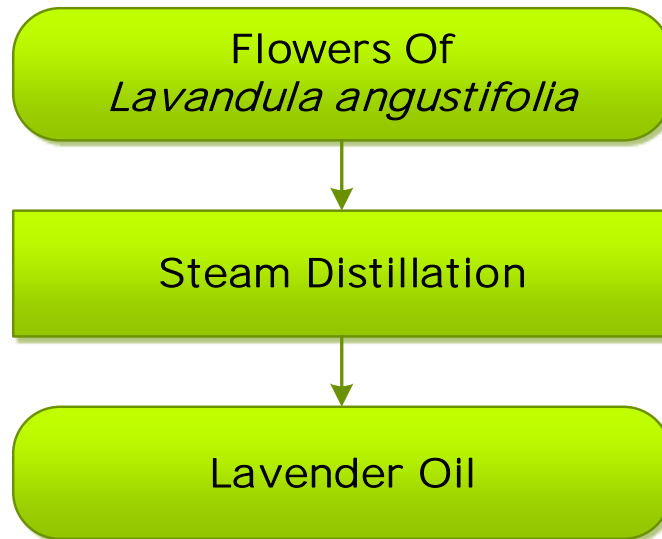 Flowers Of
Lavandula angustifolia
Steam Distillation
Lavender Oil